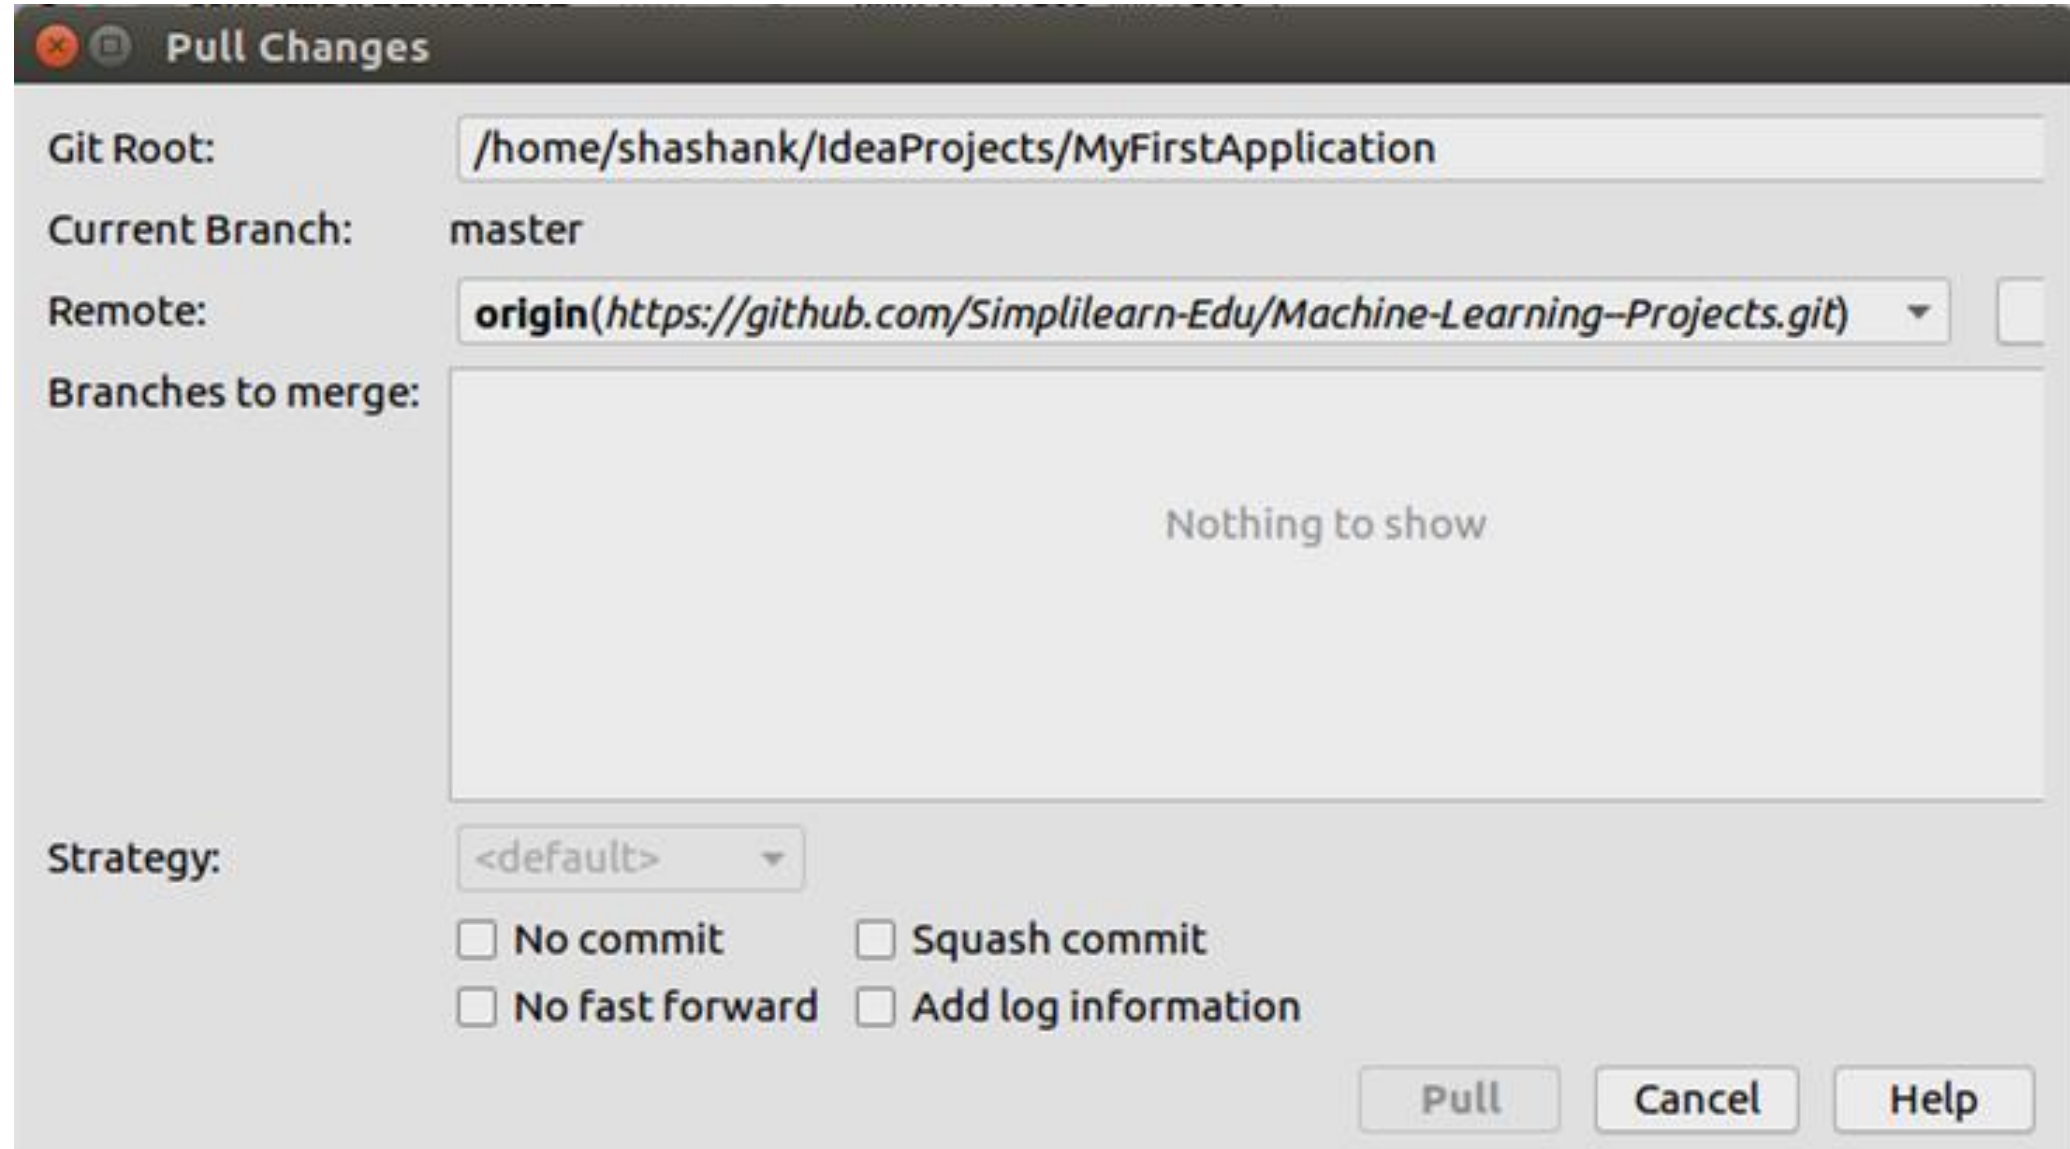 Pull Changes
Git Root: /home/shashank/IdeaProjects/MyFirstApplication
Current Branch: master
Remote: origin(https://github.com/Simplilearn-Edu/Machine-Learning--Projects.git)
Branches to merge:
Nothing to show
Strategy: <default>
No commit Squash commit
No fast forward Add log information
Pull Cancel Help